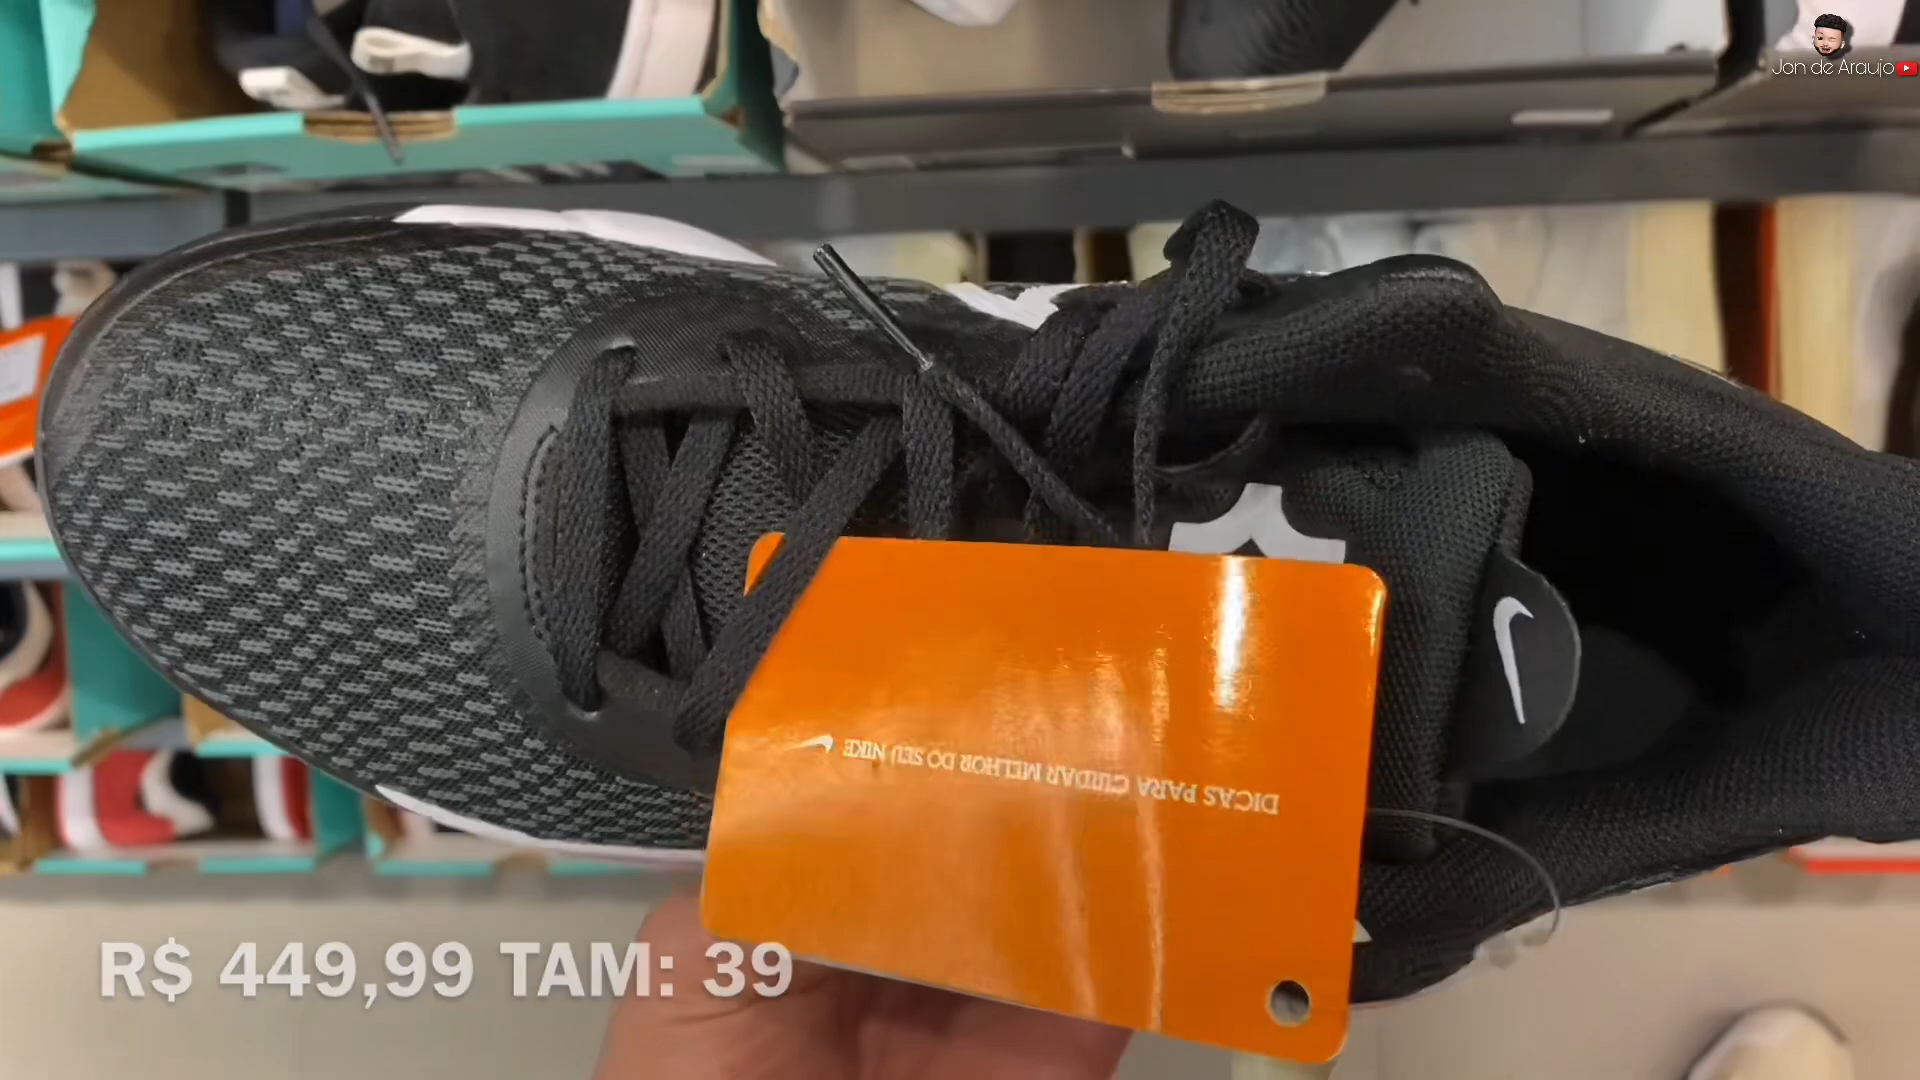 Jon de Araujo
DICAS PARA CUIDAR MELHOR DO SEU NIKE
R$ 449,99 TAM: 39